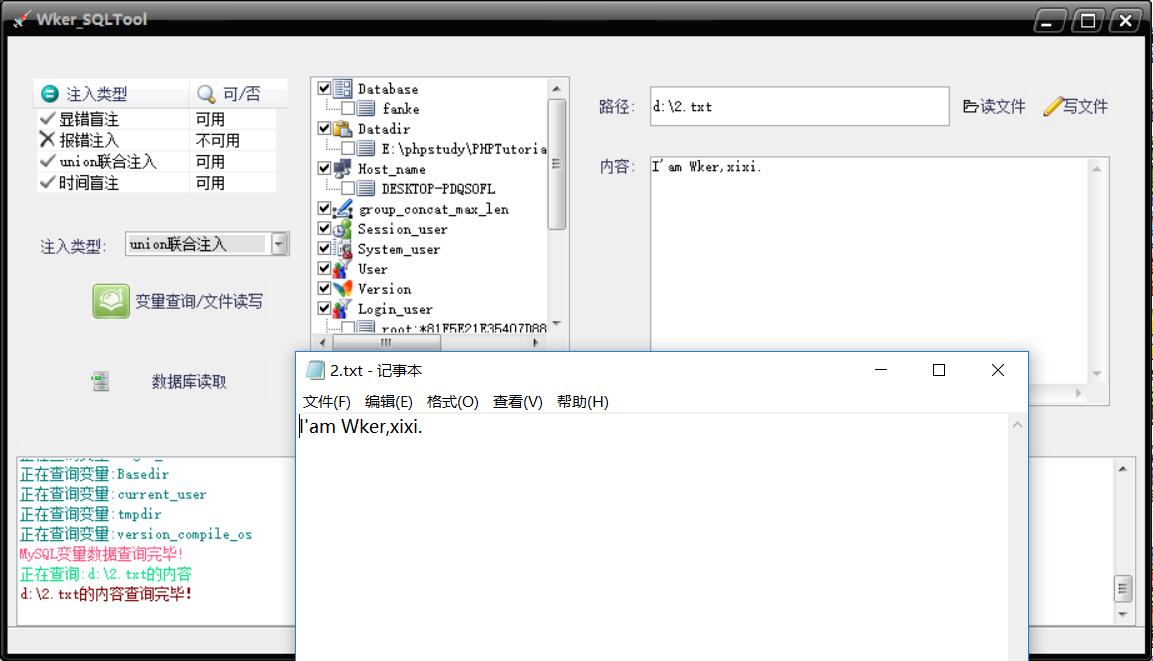 Wker_SQLTool
注入类型 可/否
显错盲注 可用
报错注入 不可用
union联合注入 可用
时间盲注 可用
注入类型: union联合注入
变量查询/文件读写
数据库读取
Database
fanke
Datadir
E:\phpstudy\PHPTutoria
Host_name
DESKTOP-PDQSOFL
group_concat_max_len
Session_user
System_user
User
Version
Login_user
root:*81F5E21E35407D88
路径: d:\2.txt 读文件 写文件
内容: I'am Wker,xixi.
2.txt - 记事本
文件(F) 编辑(E) 格式(O) 查看(V) 帮助(H)
I'am Wker,xixi.
正在查询变量:Basedir
正在查询变量:current_user
正在查询变量:tmpdir
正在查询变量:version_compile_os
MySQL变量数据查询完毕!
正在查询:d:\2.txt的内容
d:\2.txt的内容查询完毕!